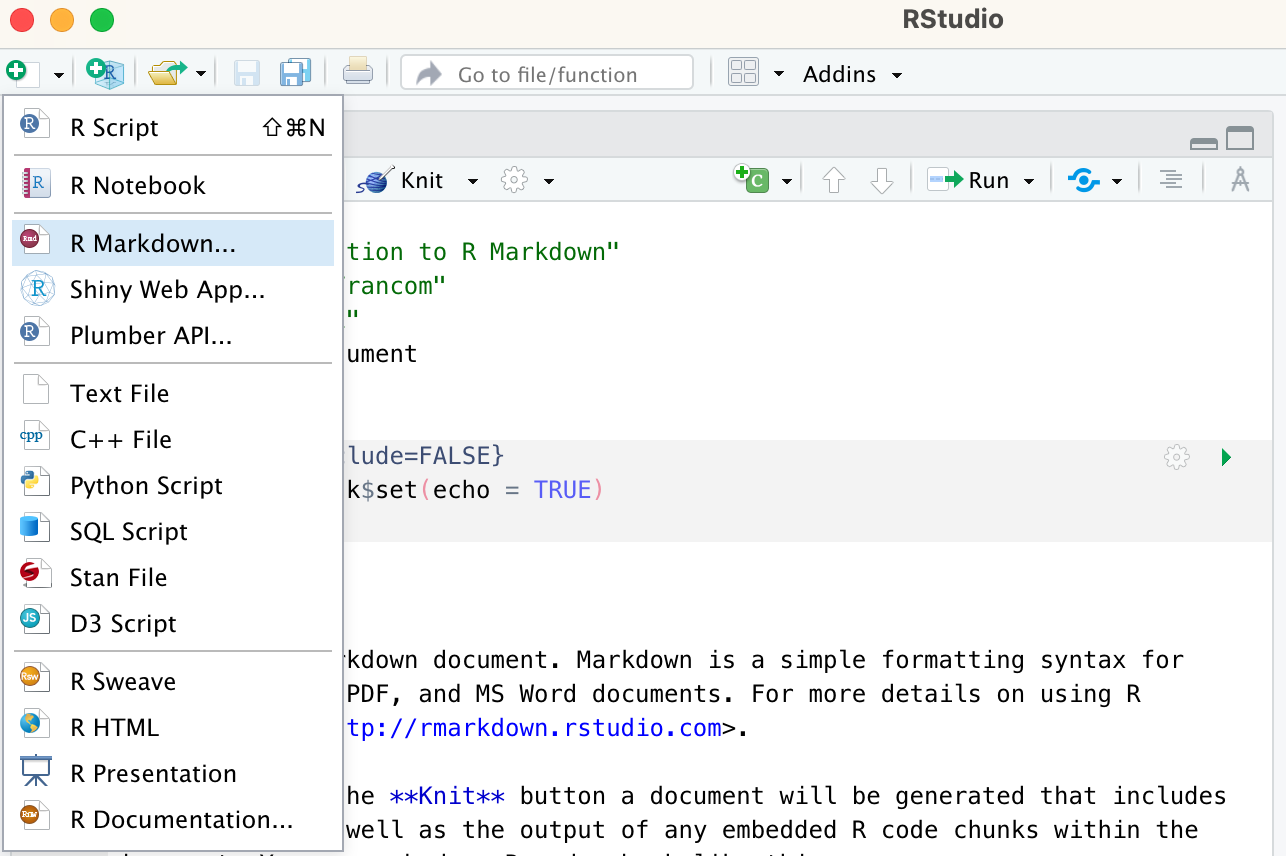 RStudio
Go to file/function
Addins
R Script ⇧⌘N
R Notebook
R Markdown...
Shiny Web App...
Plumber API...
Text File
C++ File
Python Script
SQL Script
Stan File
D3 Script
R Sweave
R HTML
R Presentation
R Documentation...
Knit
Run
tion to R Markdown"
rancom"
"
ument
lude=FALSE}
k$set(echo = TRUE)
kdown document. Markdown is a simple formatting syntax for
PDF, and MS Word documents. For more details on using R
tp://rmarkdown.rstudio.com>.
he **Knit** button a document will be generated that includes
well as the output of any embedded R code chunks within the